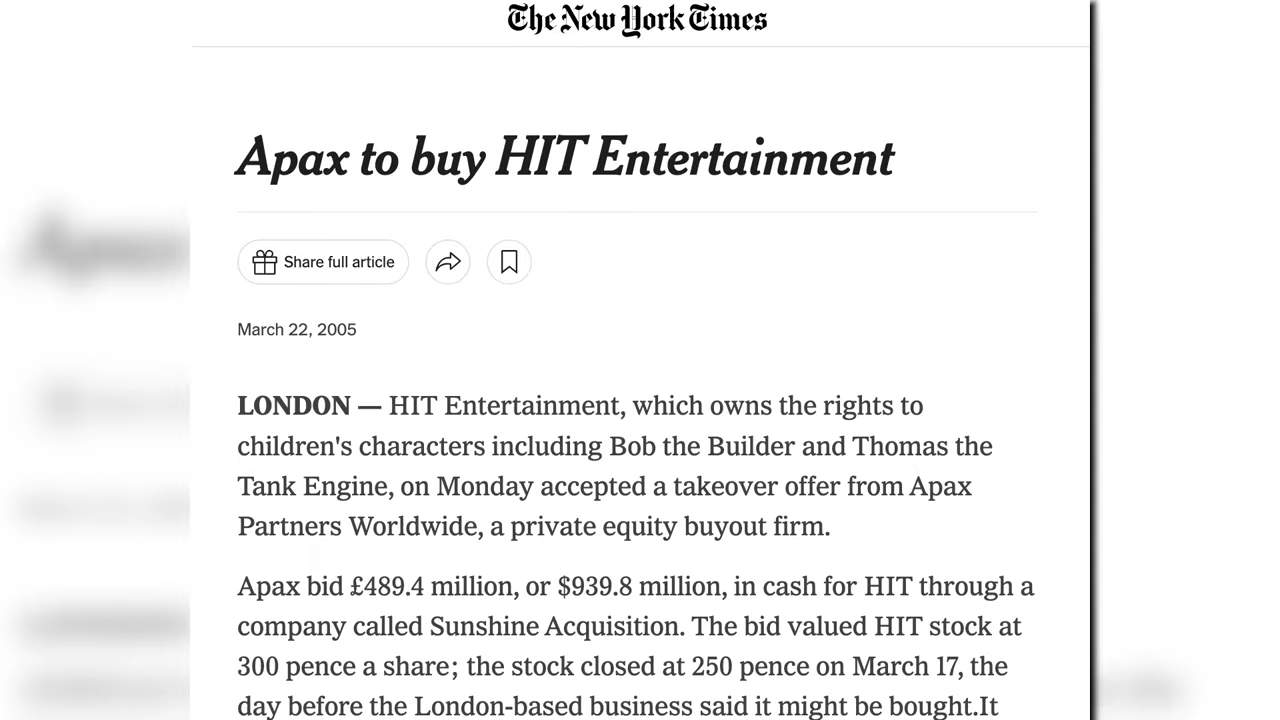 The New York Times
Apax to buy HIT Entertainment
Share full article
March 22, 2005
LONDON — HIT Entertainment, which owns the rights to
children's characters including Bob the Builder and Thomas the
Tank Engine, on Monday accepted a takeover offer from Apax
Partners Worldwide, a private equity buyout firm.
Apax bid £489.4 million, or $939.8 million, in cash for HIT through a
company called Sunshine Acquisition. The bid valued HIT stock at
300 pence a share; the stock closed at 250 pence on March 17, the
day before the London-based business said it might be bought.It